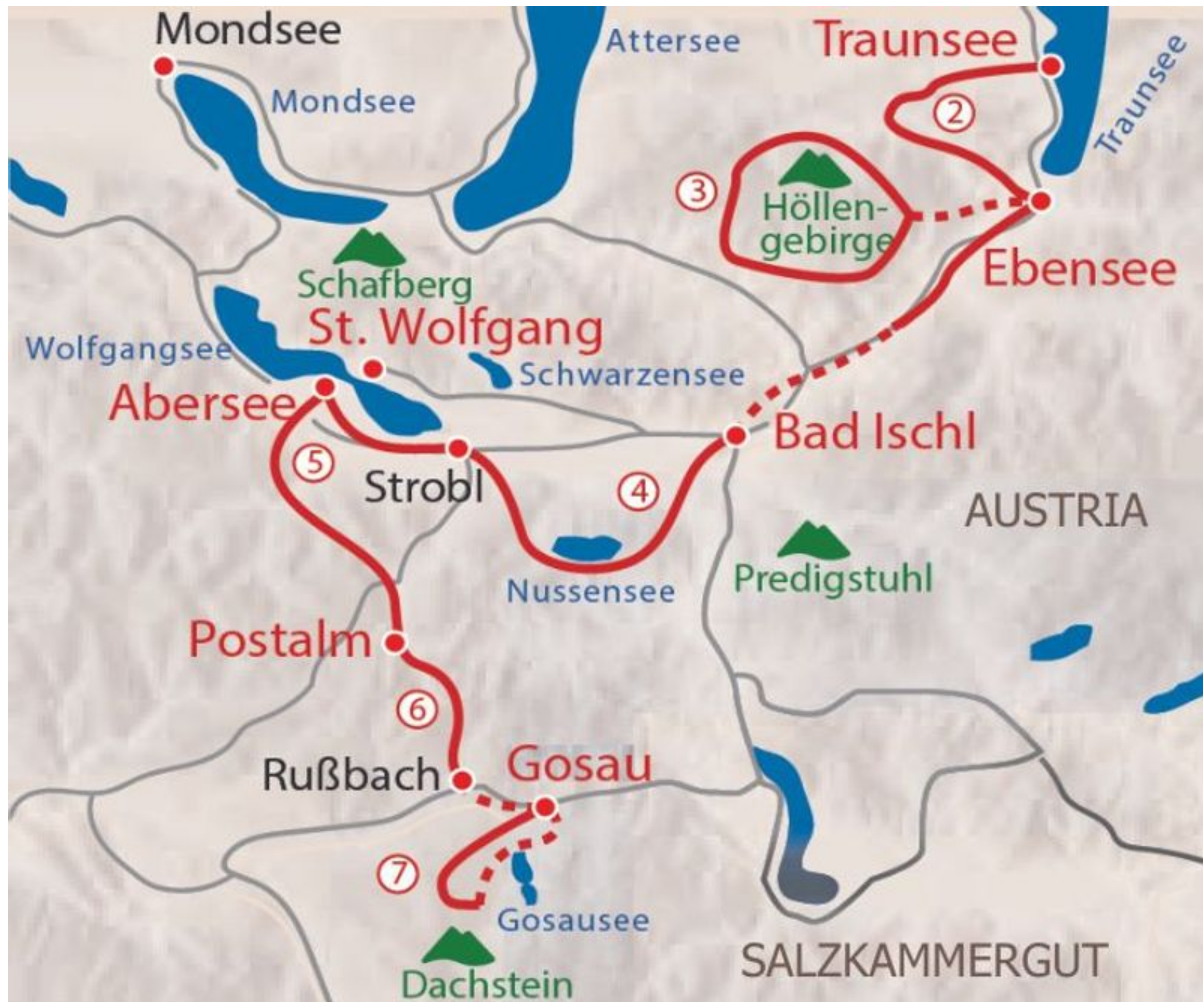 Mondsee
Attersee
Traunsee
Mondsee
Traunsee
2
3
Höllen-
gebirge
Ebensee
Schafberg
St. Wolfgang
Wolfgangsee
Schwarzensee
Abersee
Bad Ischl
5
Strobl
4
AUSTRIA
Nussensee
Predigstuhl
Postalm
6
Rußbach
Gosau
7
Gosausee
Dachstein
SALZKAMMERGUT